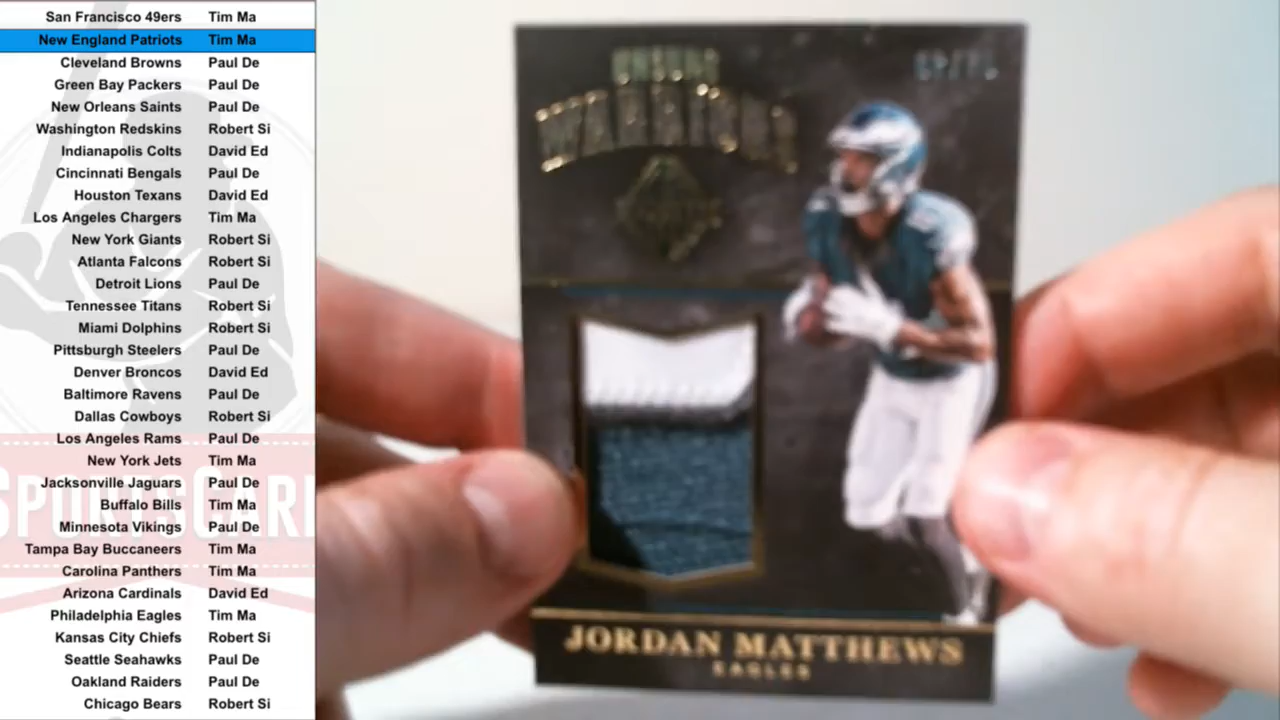 San Francisco 49ers Tim Ma
New England Patriots Tim Ma
Cleveland Browns Paul De
Green Bay Packers Paul De
New Orleans Saints Paul De
Washington Redskins Robert Si
Indianapolis Colts David Ed
Cincinnati Bengals Paul De
Houston Texans David Ed
Los Angeles Chargers Tim Ma
New York Giants Robert Si
Atlanta Falcons Robert Si
Detroit Lions Paul De
Tennessee Titans Robert Si
Miami Dolphins Robert Si
Pittsburgh Steelers Paul De
Denver Broncos David Ed
Baltimore Ravens Paul De
Dallas Cowboys Robert Si
Los Angeles Rams Paul De
New York Jets Tim Ma
Jacksonville Jaguars Paul De
Buffalo Bills Tim Ma
Minnesota Vikings Paul De
Tampa Bay Buccaneers Tim Ma
Carolina Panthers Tim Ma
Arizona Cardinals David Ed
Philadelphia Eagles Tim Ma
Kansas City Chiefs Robert Si
Seattle Seahawks Paul De
Oakland Raiders Paul De
Chicago Bears Robert Si
SPORTSCARD
UNSUNG
WARRIORS
JORDAN MATTHEWS
EAGLES